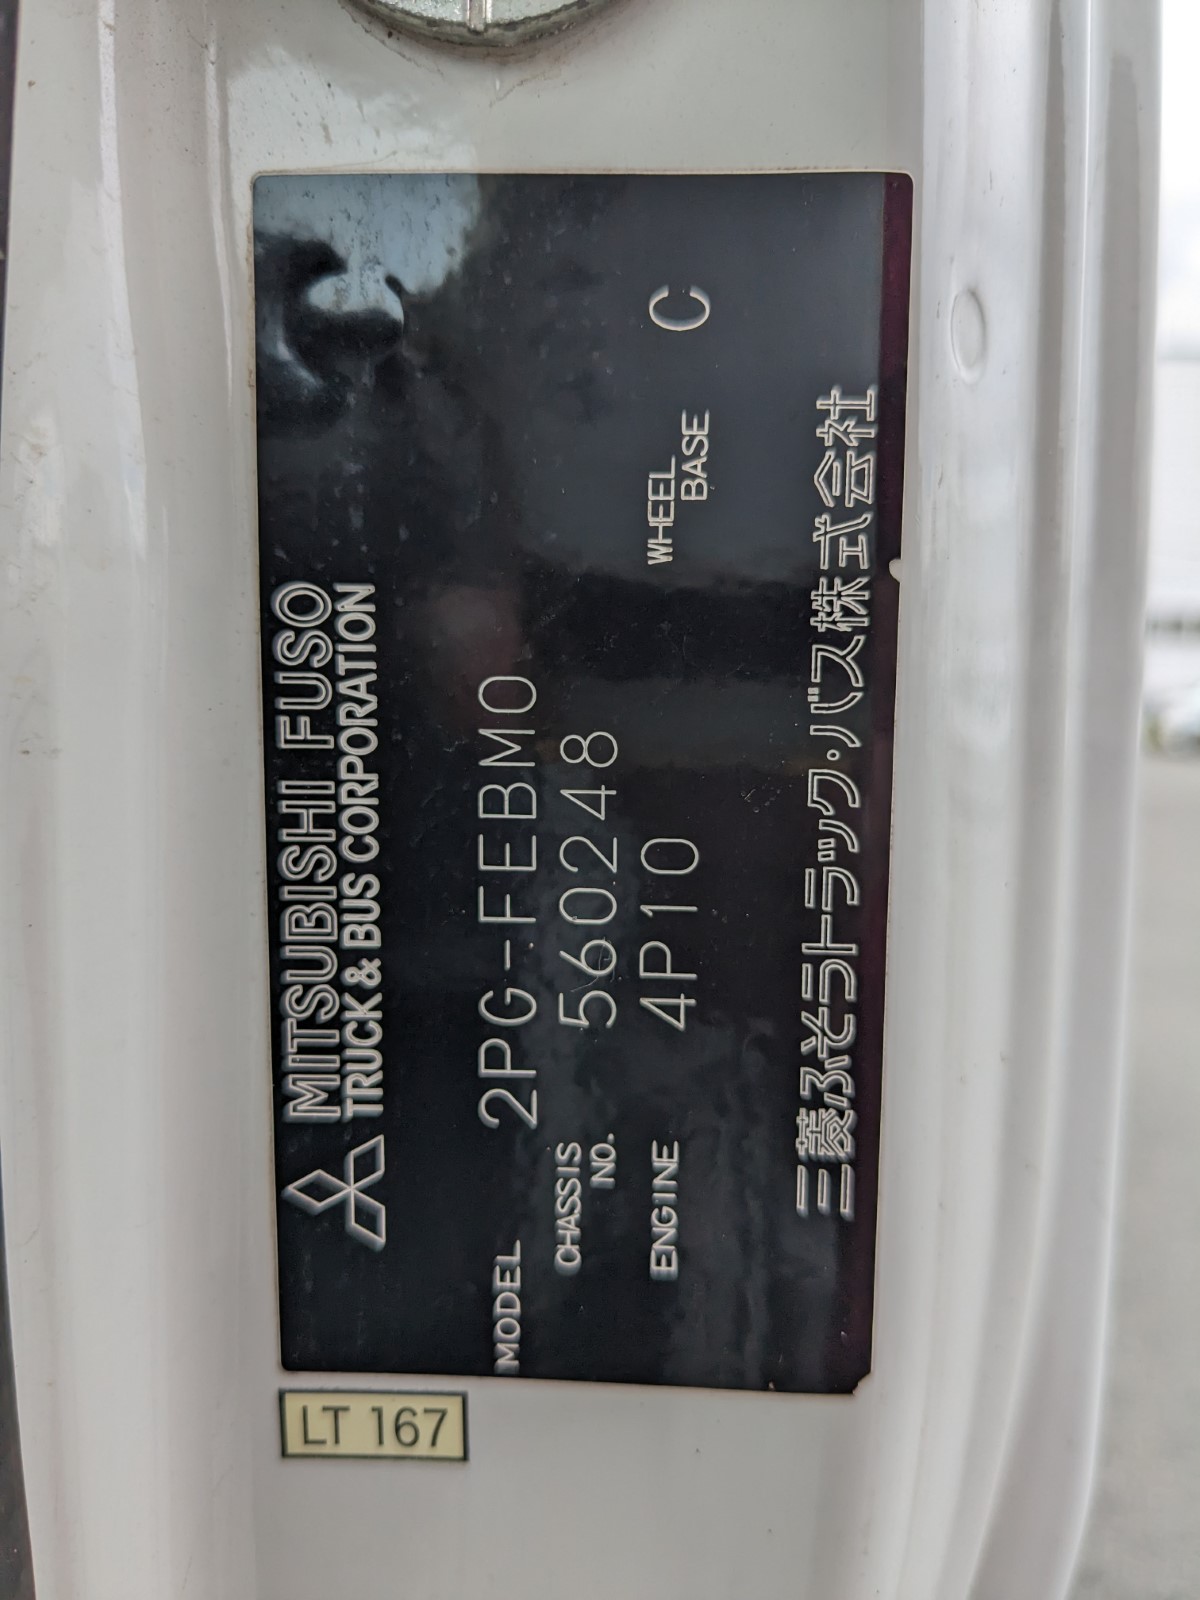 MITSUBISHI FUSO
TRUCK & BUS CORPORATION
MODEL 2PG-FEBM0
CHASSIS NO. 560248
ENGINE 4P10 WHEEL BASE C
三菱ふそうトラック・バス株式会社
LT 167